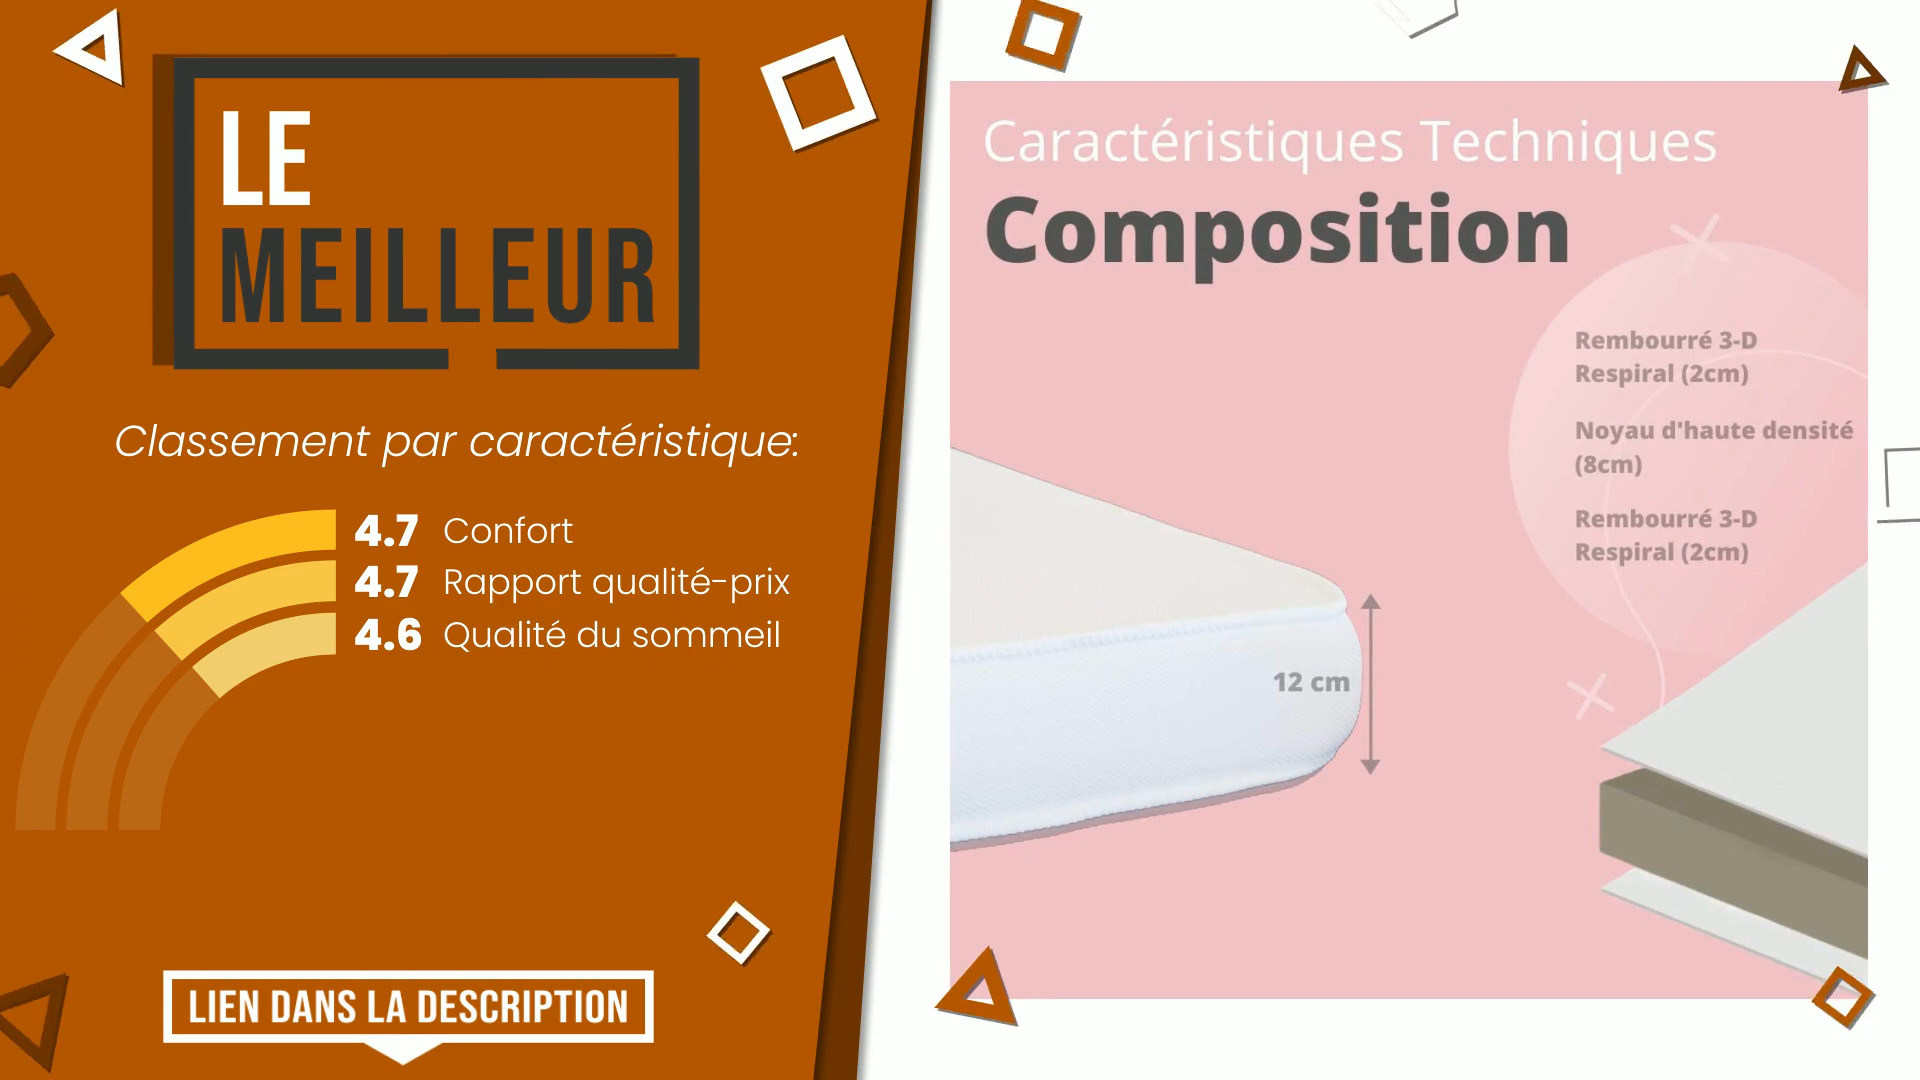 LE
MEILLEUR
Classement par caractéristique:
4.7 Confort
4.7 Rapport qualité-prix
4.6 Qualité du sommeil
LIEN DANS LA DESCRIPTION
Caractéristiques Techniques
Composition
Rembourré 3-D
Respiral (2cm)
Noyau d'haute densité
(8cm)
Rembourré 3-D
Respiral (2cm)
12 cm